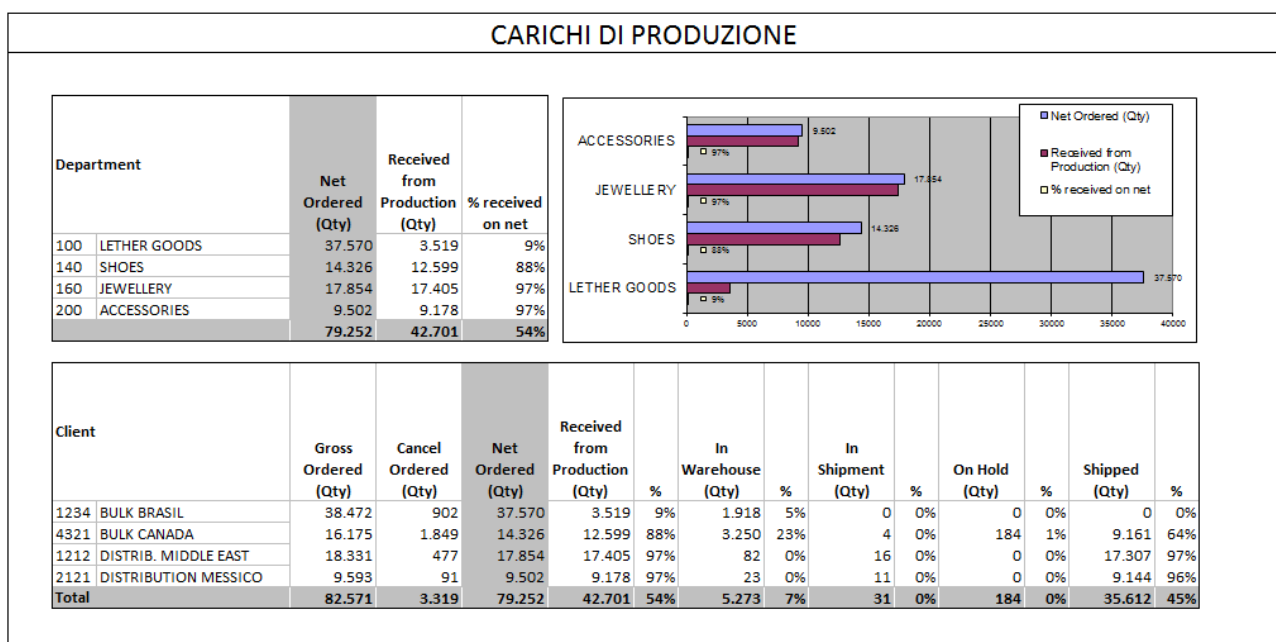 CARICHI DI PRODUZIONE
Department
Net
Ordered
(Qty)
Received
from
Production
(Qty)
% received
on net
100 LETHER GOODS 37.570 3.519 9%
140 SHOES 14.326 12.599 88%
160 JEWELLERY 17.854 17.405 97%
200 ACCESSORIES 9.502 9.178 97%
79.252 42.701 54%
ACCESSORIES
9.502
97%
JEWELLERY
17.854
97%
SHOES
14.326
88%
LETHER GOODS
37.570
9%
0 5000 10000 15000 20000 25000 30000 35000 40000
Net Ordered (Qty)
Received from
Production (Qty)
% received on net
Client
Gross
Ordered
(Qty)
Cancel
Ordered
(Qty)
Net
Ordered
(Qty)
Received
from
Production
(Qty)
%
In
Warehouse
(Qty)
%
In
Shipment
(Qty)
%
On Hold
(Qty)
%
Shipped
(Qty)
%
1234 BULK BRASIL 38.472 902 37.570 3.519 9% 1.918 5% 0 0% 0 0% 0 0%
4321 BULK CANADA 16.175 1.849 14.326 12.599 88% 3.250 23% 4 0% 184 1% 9.161 64%
1212 DISTRIB. MIDDLE EAST 18.331 477 17.854 17.405 97% 82 0% 16 0% 0 0% 17.307 97%
2121 DISTRIBUTION MESSICO 9.593 91 9.502 9.178 97% 23 0% 11 0% 0 0% 9.144 96%
Total 82.571 3.319 79.252 42.701 54% 5.273 7% 31 0% 184 0% 35.612 45%